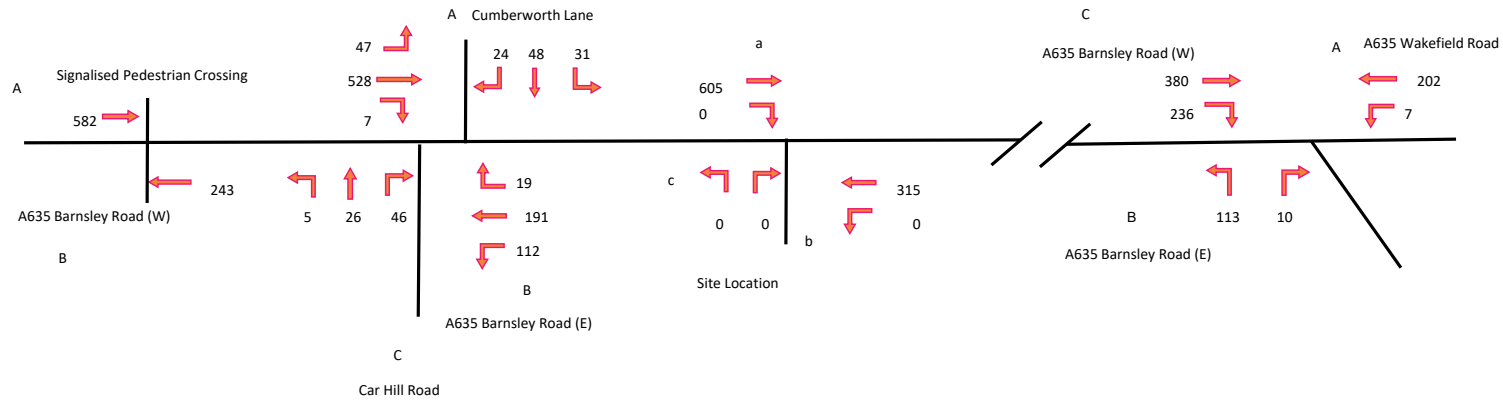 A
Cumberworth Lane
C
47
24
48
31
a
A635 Barnsley Road (W)
A
A635 Wakefield Road
Signalised Pedestrian Crossing
A
528
605
380
202
582
7
0
236
7
243
19
c
315
A635 Barnsley Road (W)
5
26
46
191
0
0
0
B
113
10
112
b
B
A635 Barnsley Road (E)
Site Location
B
A635 Barnsley Road (E)
C
Car Hill Road